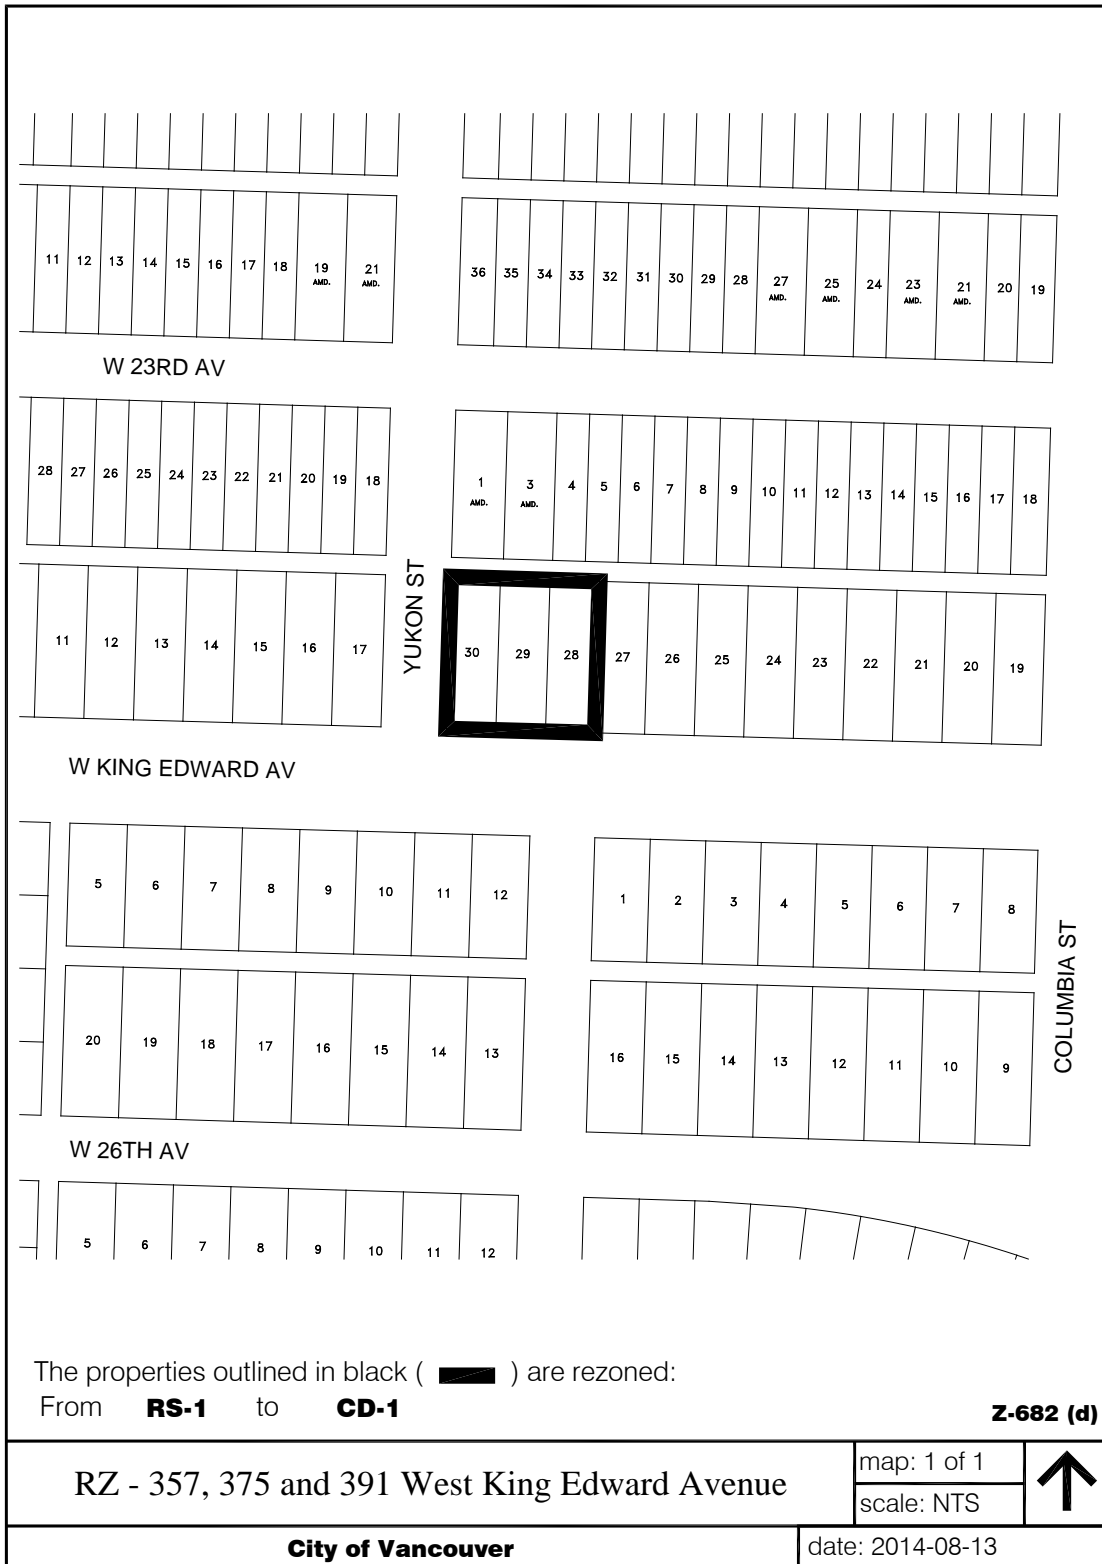 11 12 13 14 15 16 17 18 19 AMD. 21 AMD. 36 35 34 33 32 31 30 29 28 27 AMD. 25 AMD. 24 23 AMD. 21 AMD. 20 19
W 23RD AV
28 27 26 25 24 23 22 21 20 19 18 1 AMD. 3 AMD. 4 5 6 7 8 9 10 11 12 13 14 15 16 17 18
YUKON ST
11 12 13 14 15 16 17 30 29 28 27 26 25 24 23 22 21 20 19
W KING EDWARD AV
5 6 7 8 9 10 11 12 1 2 3 4 5 6 7 8
COLUMBIA ST
20 19 18 17 16 15 14 13 16 15 14 13 12 11 10 9
W 26TH AV
5 6 7 8 9 10 11 12
The properties outlined in black ( ) are rezoned:
From RS-1 to CD-1
Z-682 (d)
RZ - 357, 375 and 391 West King Edward Avenue
map: 1 of 1
scale: NTS
City of Vancouver
date: 2014-08-13